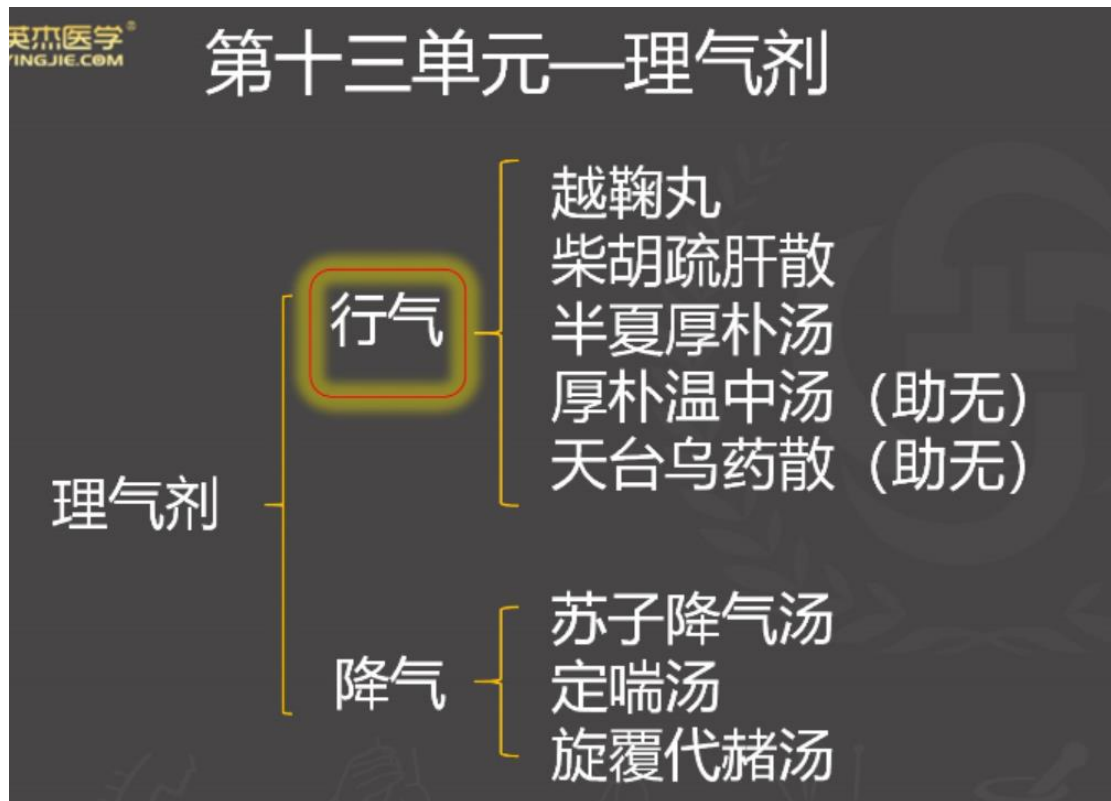 英杰医学®
YINGJIE.COM
第十三单元—理气剂
越鞠丸
柴胡疏肝散
行气
半夏厚朴汤
厚朴温中汤（助无）
天台乌药散（助无）
理气剂
苏子降气汤
降气
定喘汤
旋覆代赭汤